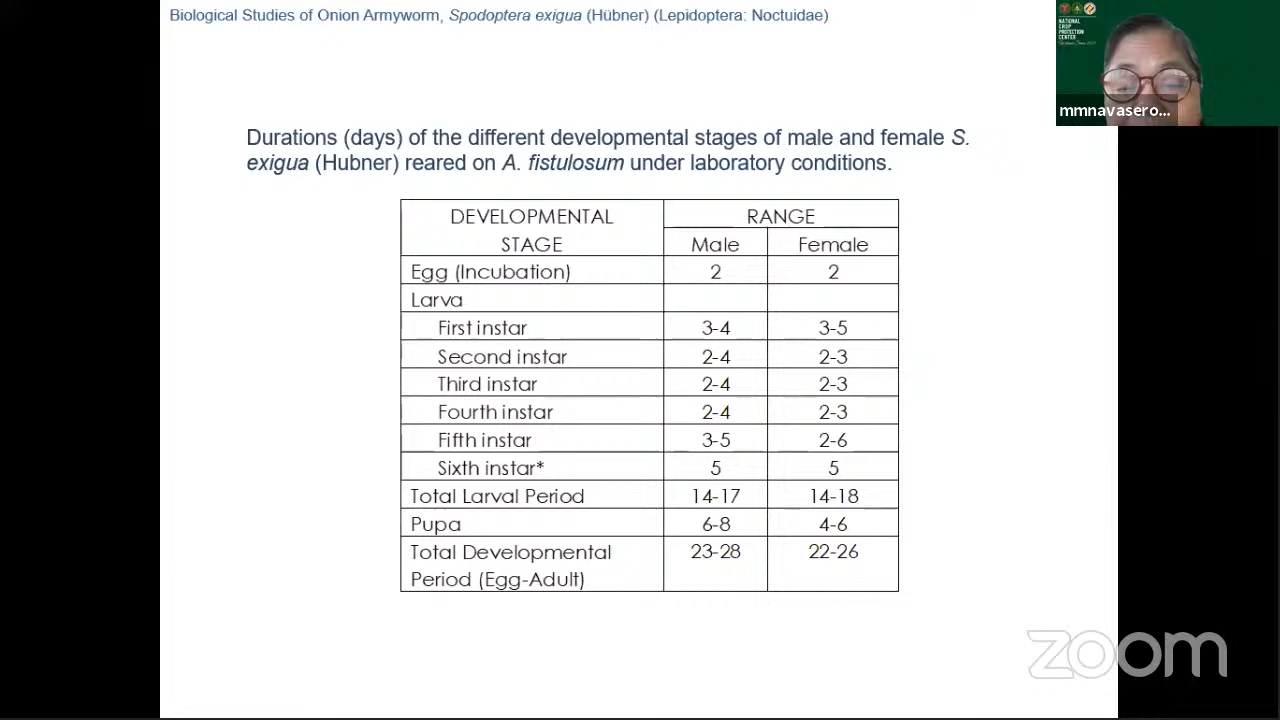 Biological Studies of Onion Armyworm, Spodoptera exigua (Hübner) (Lepidoptera: Noctuidae)
NATIONAL
CROP
PROTECTION
CENTER
mmnavasero...
Durations (days) of the different developmental stages of male and female S.
exigua (Hubner) reared on A. fistulosum under laboratory conditions.
DEVELOPMENTAL STAGE RANGE
Male Female
Egg (Incubation) 2 2
Larva
First instar 3-4 3-5
Second instar 2-4 2-3
Third instar 2-4 2-3
Fourth instar 2-4 2-3
Fifth instar 3-5 2-6
Sixth instar* 5 5
Total Larval Period 14-17 14-18
Pupa 6-8 4-6
Total Developmental 23-28 22-26
Period (Egg-Adult)
zoom